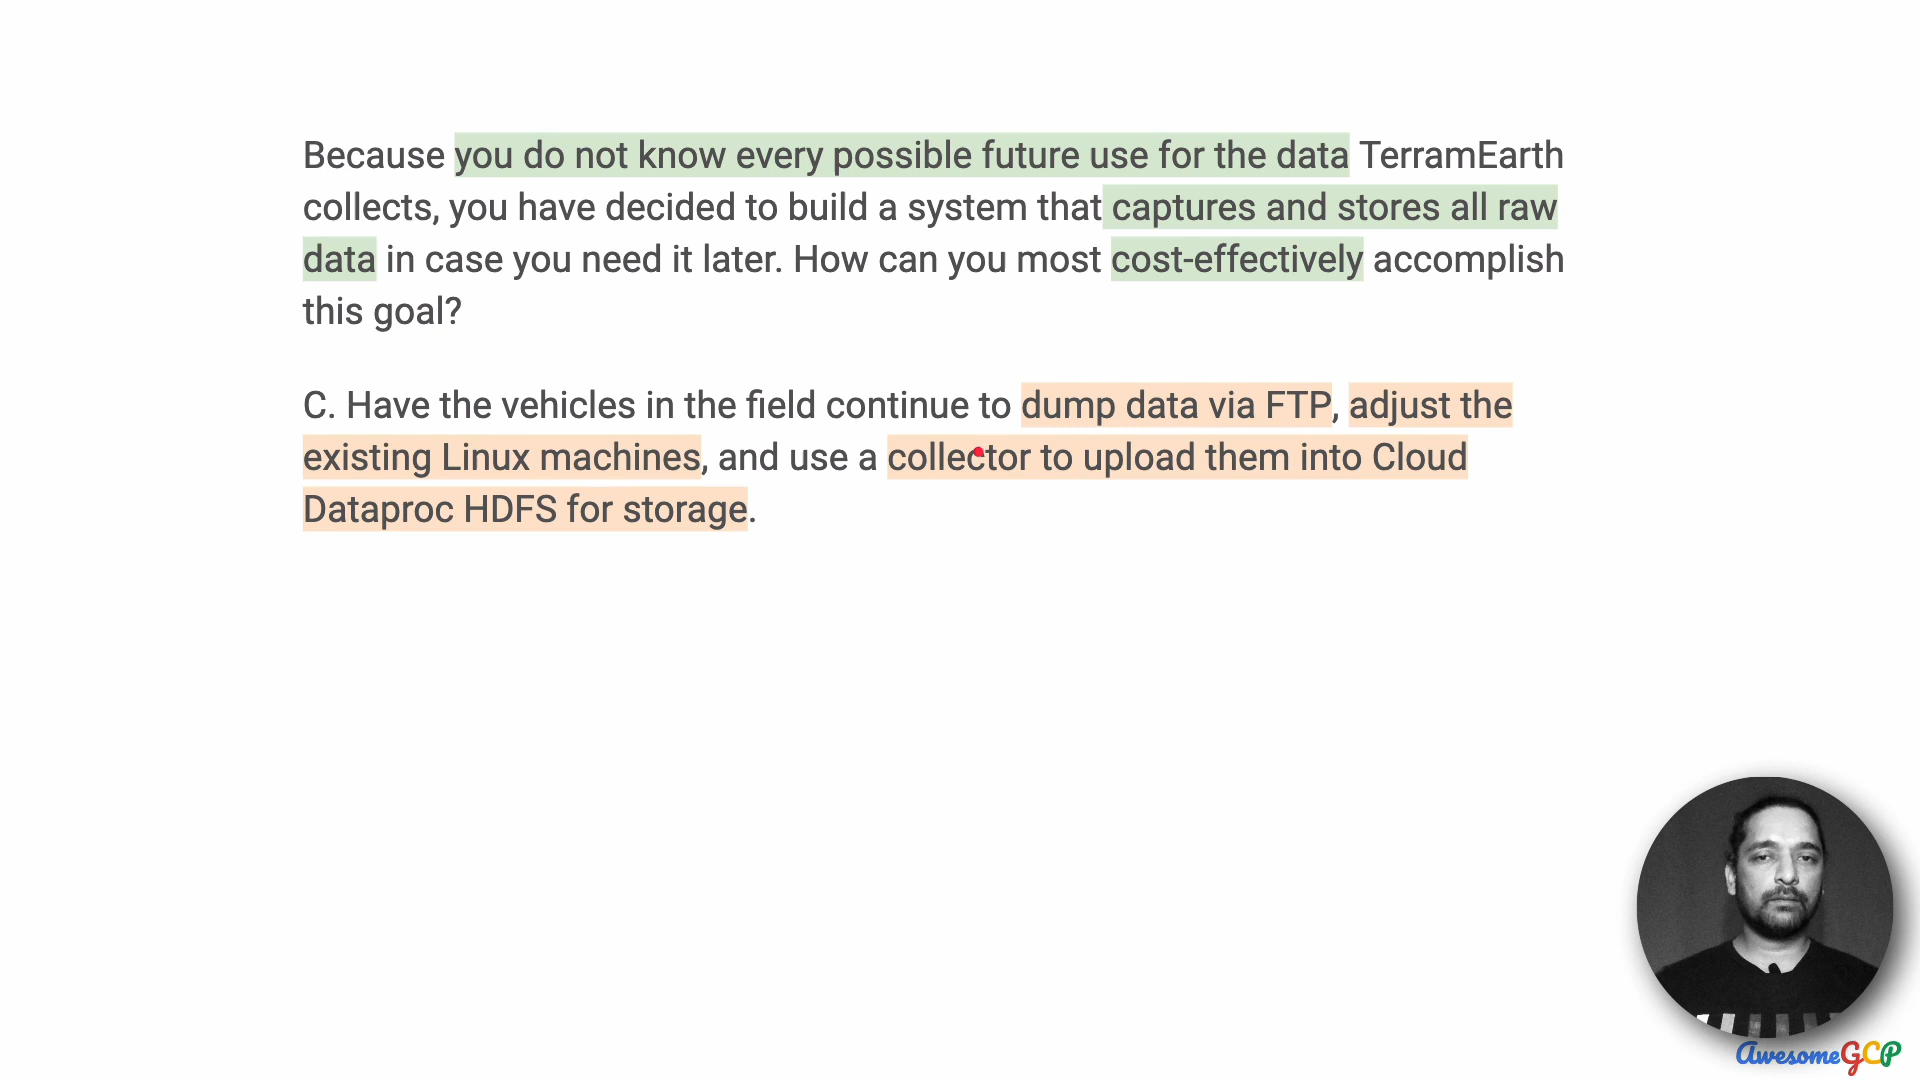 Because you do not know every possible future use for the data TerramEarth
collects, you have decided to build a system that captures and stores all raw
data in case you need it later. How can you most cost-effectively accomplish
this goal?
C. Have the vehicles in the field continue to dump data via FTP, adjust the
existing Linux machines, and use a collector to upload them into Cloud
Dataproc HDFS for storage.
AwesomeGCP